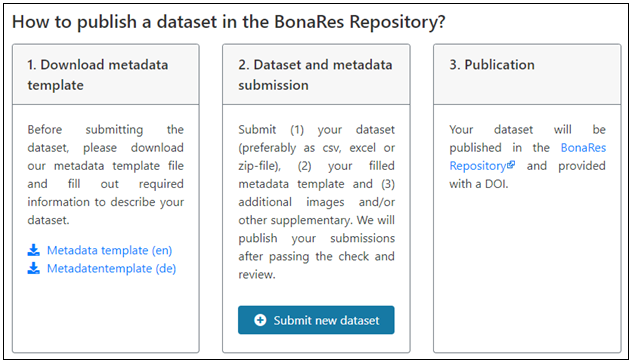 How to publish a dataset in the BonaRes Repository?
1. Download metadata
template
Before submitting the
dataset, please download
our metadata template file
and fill out required
information to describe your
dataset.
Metadata template (en)
Metadatentemplate (de)
2. Dataset and metadata
submission
Submit (1) your dataset
(preferably as csv, excel or
zip-file), (2) your filled
metadata template and (3)
additional images and/or
other supplementary. We will
publish your submissions
after passing the check and
review.
Submit new dataset
3. Publication
Your dataset will be
published in the BonaRes
Repository and provided
with a DOI.